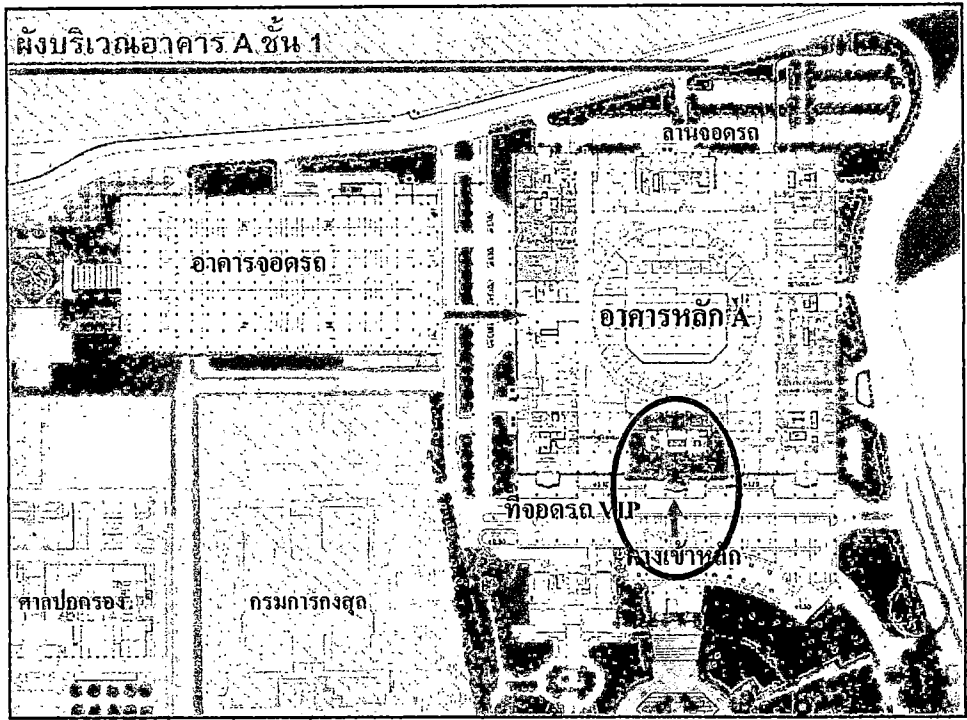 ผังบริเวณอาคาร A ชั้น 1
ลานจอดรถ
อาคารจอดรถ
อาคารหลัก A
ที่จอดรถ VIP
ทางเข้าหลัก
ศาลปกครอง
กรมการกงสุล